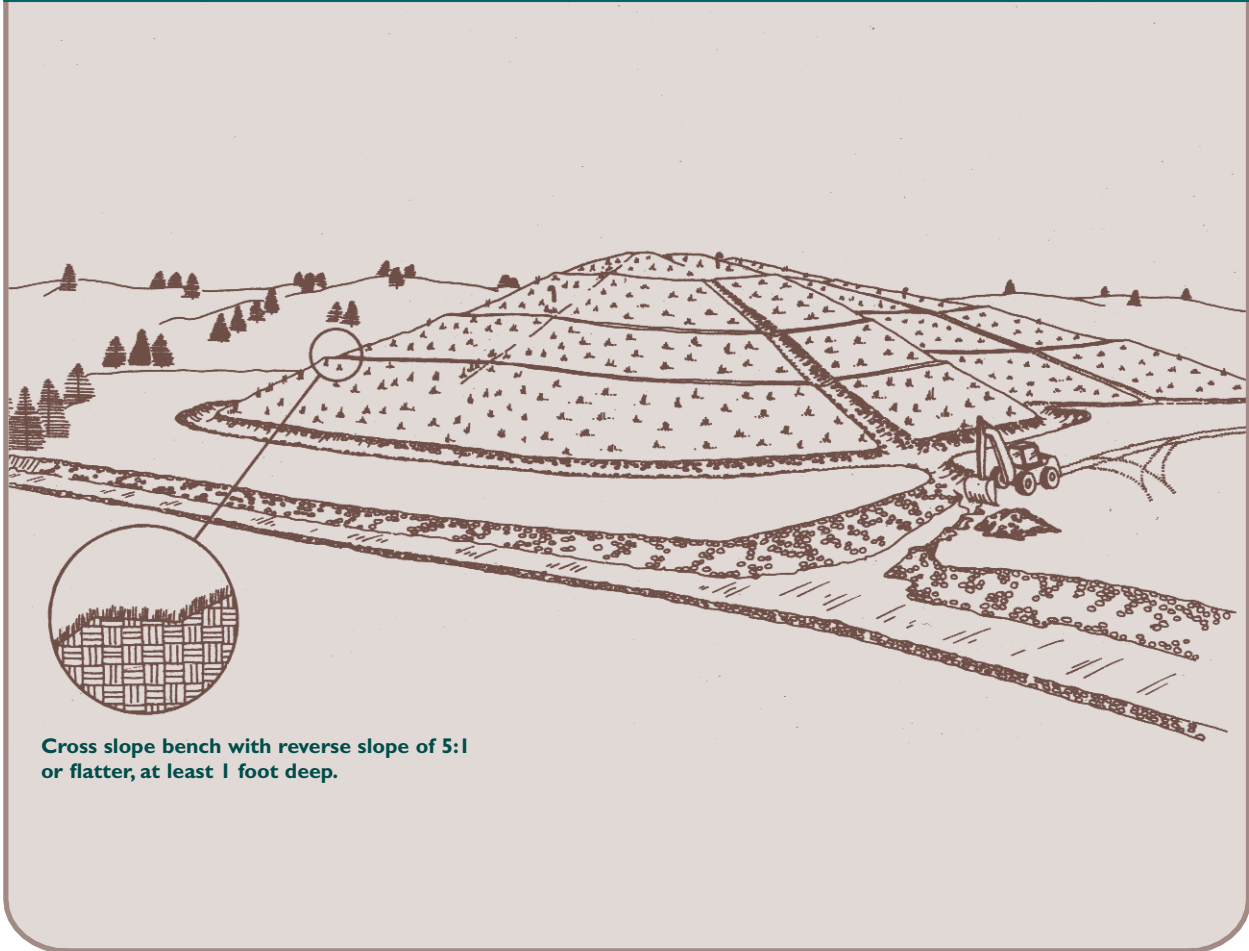 Cross slope bench with reverse slope of 5:1
or flatter, at least 1 foot deep.